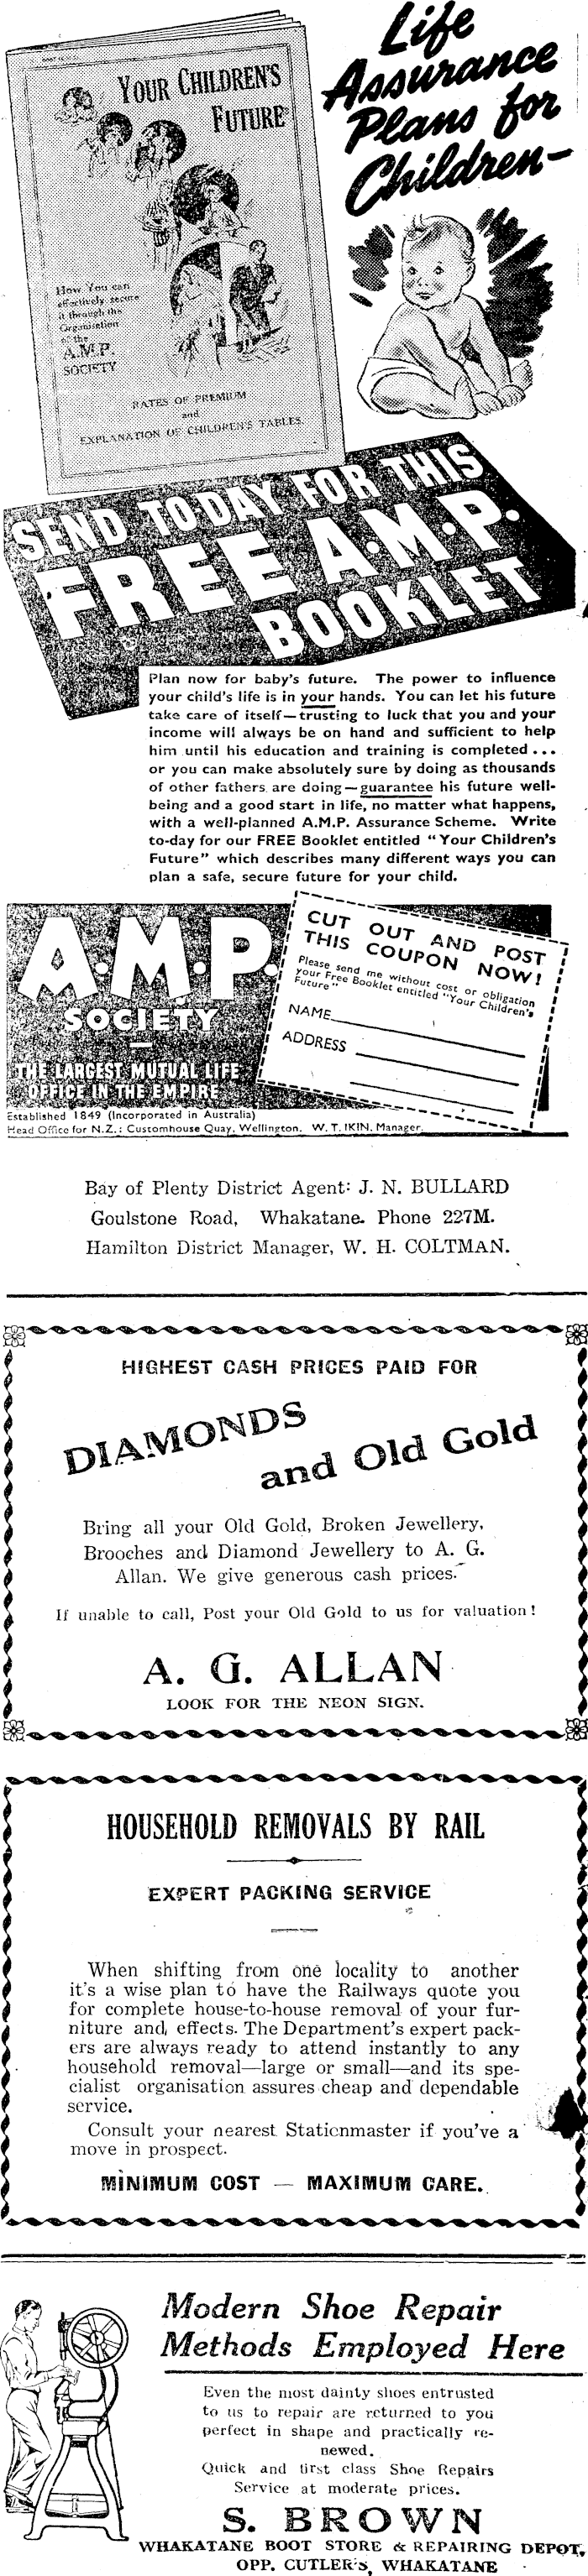 Life
Assurance
Plans for
Children-
YOUR CHILDREN'S
FUTURE
How You can
effectively secure
it through the
Organisation
of the
A.M.P.
SOCIETY
RATES OF PREMIUM
and
EXPLANATION OF CHILDREN'S TABLES.
SEND TO-DAY FOR THIS
FREE A.M.P.
BOOKLET
Plan now for baby's future. The power to influence
your child's life is in your hands. You can let his future
take care of itself—trusting to luck that you and your
income will always be on hand and sufficient to help
him until his education and training is completed ...
or you can make absolutely sure by doing as thousands
of other fathers are doing—guarantee his future well-
being and a good start in life, no matter what happens,
with a well-planned A.M.P. Assurance Scheme. Write
to-day for our FREE Booklet entitled "Your Children's
Future" which describes many different ways you can
plan a safe, secure future for your child.
A.M.P.
SOCIETY
THE LARGEST MUTUAL LIFE
OFFICE IN THE EMPIRE
CUT OUT AND POST
THIS COUPON NOW!
Please send me without cost or obligation
your Free Booklet entitled "Your Children's
Future"
NAME
ADDRESS
Established 1849 (Incorporated in Australia)
Head Office for N.Z.: Customhouse Quay, Wellington. W. T. IKIN, Manager.
Bay of Plenty District Agent: J. N. BULLARD
Goulstone Road, Whakatane. Phone 227M.
Hamilton District Manager, W. H. COLTMAN.
HIGHEST CASH PRICES PAID FOR
DIAMONDS
and Old Gold
Bring all your Old Gold, Broken Jewellery,
Brooches and Diamond Jewellery to A. G.
Allan. We give generous cash prices.
If unable to call, Post your Old Gold to us for valuation!
A. G. ALLAN
LOOK FOR THE NEON SIGN.
HOUSEHOLD REMOVALS BY RAIL
EXPERT PACKING SERVICE
When shifting from one locality to another
it's a wise plan to have the Railways quote you
for complete house-to-house removal of your fur-
niture and, effects. The Department's expert pack-
ers are always ready to attend instantly to any
household removal—large or small—and its spe-
cialist organisation assures cheap and dependable
service.
Consult your nearest Stationmaster if you've a
move in prospect.
MINIMUM COST — MAXIMUM CARE.
Modern Shoe Repair
Methods Employed Here
Even the most dainty shoes entrusted
to us to repair are returned to you
perfect in shape and practically re-
newed.
Quick and first class Shoe Repairs
Service at moderate prices.
S. BROWN
WHAKATANE BOOT STORE & REPAIRING DEPOT,
OPP. CUTLER'S, WHAKATANE